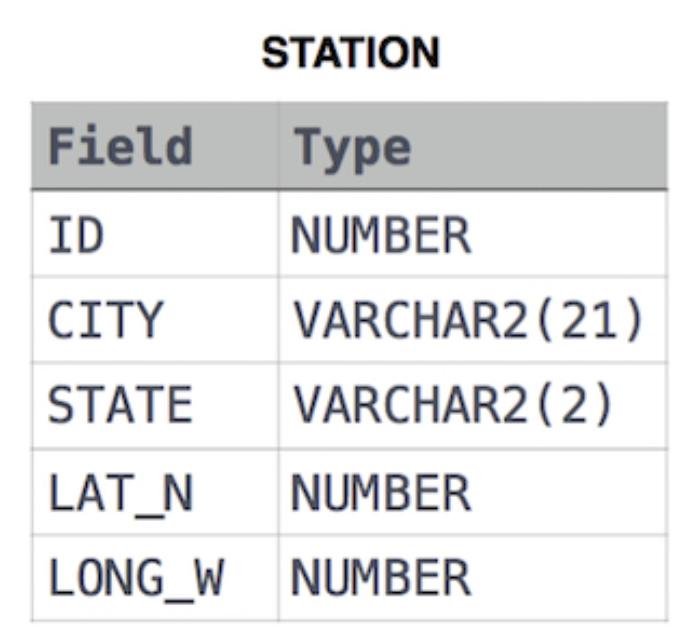 STATION
Field Type
ID NUMBER
CITY VARCHAR2(21)
STATE VARCHAR2(2)
LAT_N NUMBER
LONG_W NUMBER